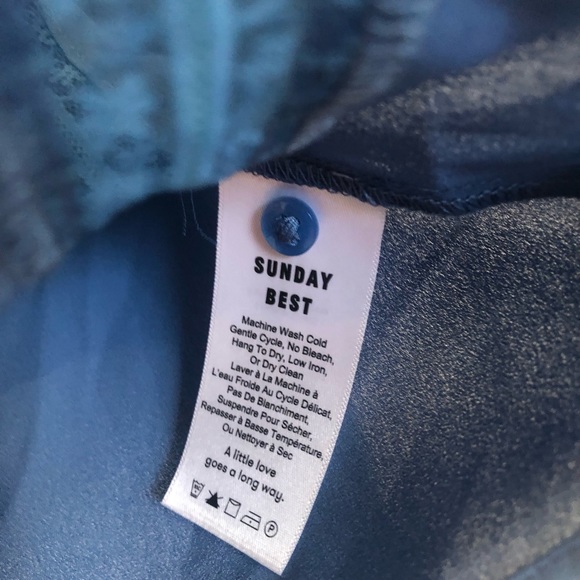 SUNDAY
BEST
Machine Wash Cold
Gentle Cycle, No Bleach,
Hang To Dry, Low Iron,
Or Dry Clean
Laver à La Machine à
L'eau Froide Au Cycle Délicat,
Pas De Blanchiment,
Suspendre Pour Sécher,
Repasser à Basse Température,
Ou Nettoyer à Sec
A little love
goes a long way.
P